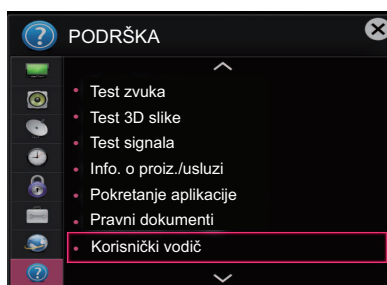 PODRŠKA
Test zvuka
Test 3D slike
Test signala
Info. o proiz./usluzi
Pokretanje aplikacije
Pravni dokumenti
Korisnički vodič